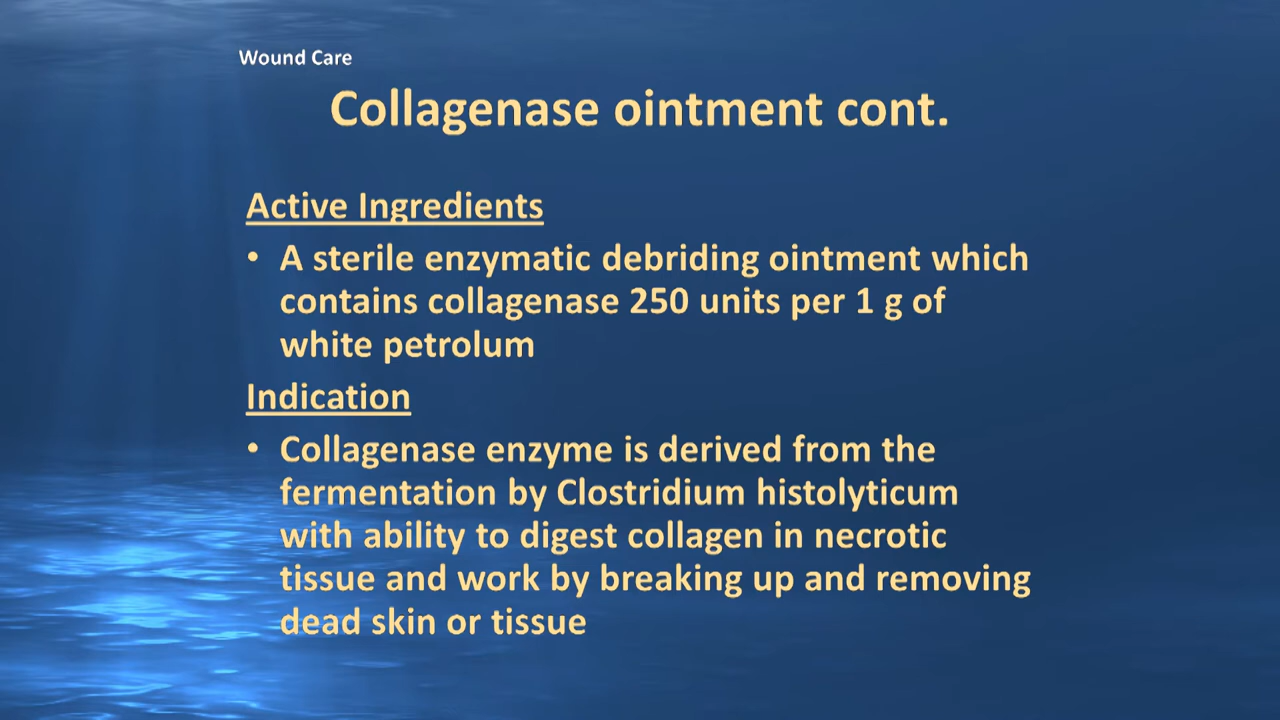 Wound Care
Collagenase ointment cont.
Active Ingredients
• A sterile enzymatic debriding ointment which
contains collagenase 250 units per 1 g of
white petrolum
Indication
• Collagenase enzyme is derived from the
fermentation by Clostridium histolyticum
with ability to digest collagen in necrotic
tissue and work by breaking up and removing
dead skin or tissue